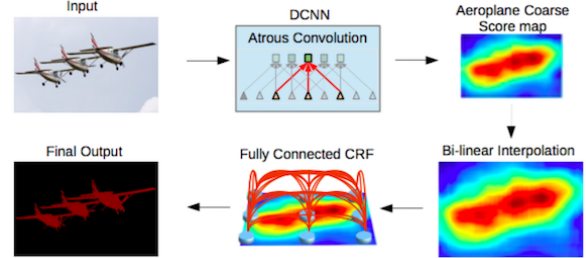 Input
DCNN
Atrous Convolution
Aeroplane Coarse
Score map
Final Output
Fully Connected CRF
Bi-linear Interpolation